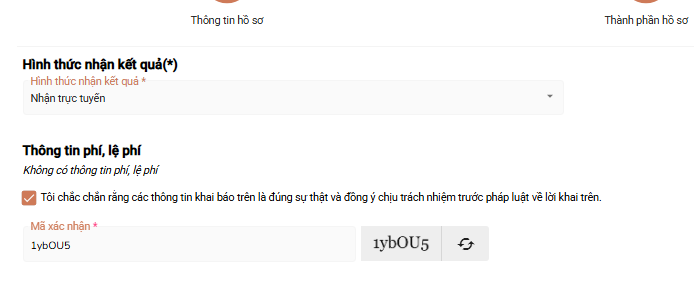 Thông tin hồ sơ
Thành phần hồ sơ
Hình thức nhận kết quả(*)
Hình thức nhận kết quả *
Nhận trực tuyến
Thông tin phí, lệ phí
Không có thông tin phí, lệ phí
Tôi chắc chắn rằng các thông tin khai báo trên là đúng sự thật và đồng ý chịu trách nhiệm trước pháp luật về lời khai trên.
Mã xác nhận *
1ybOU5
1ybOU5